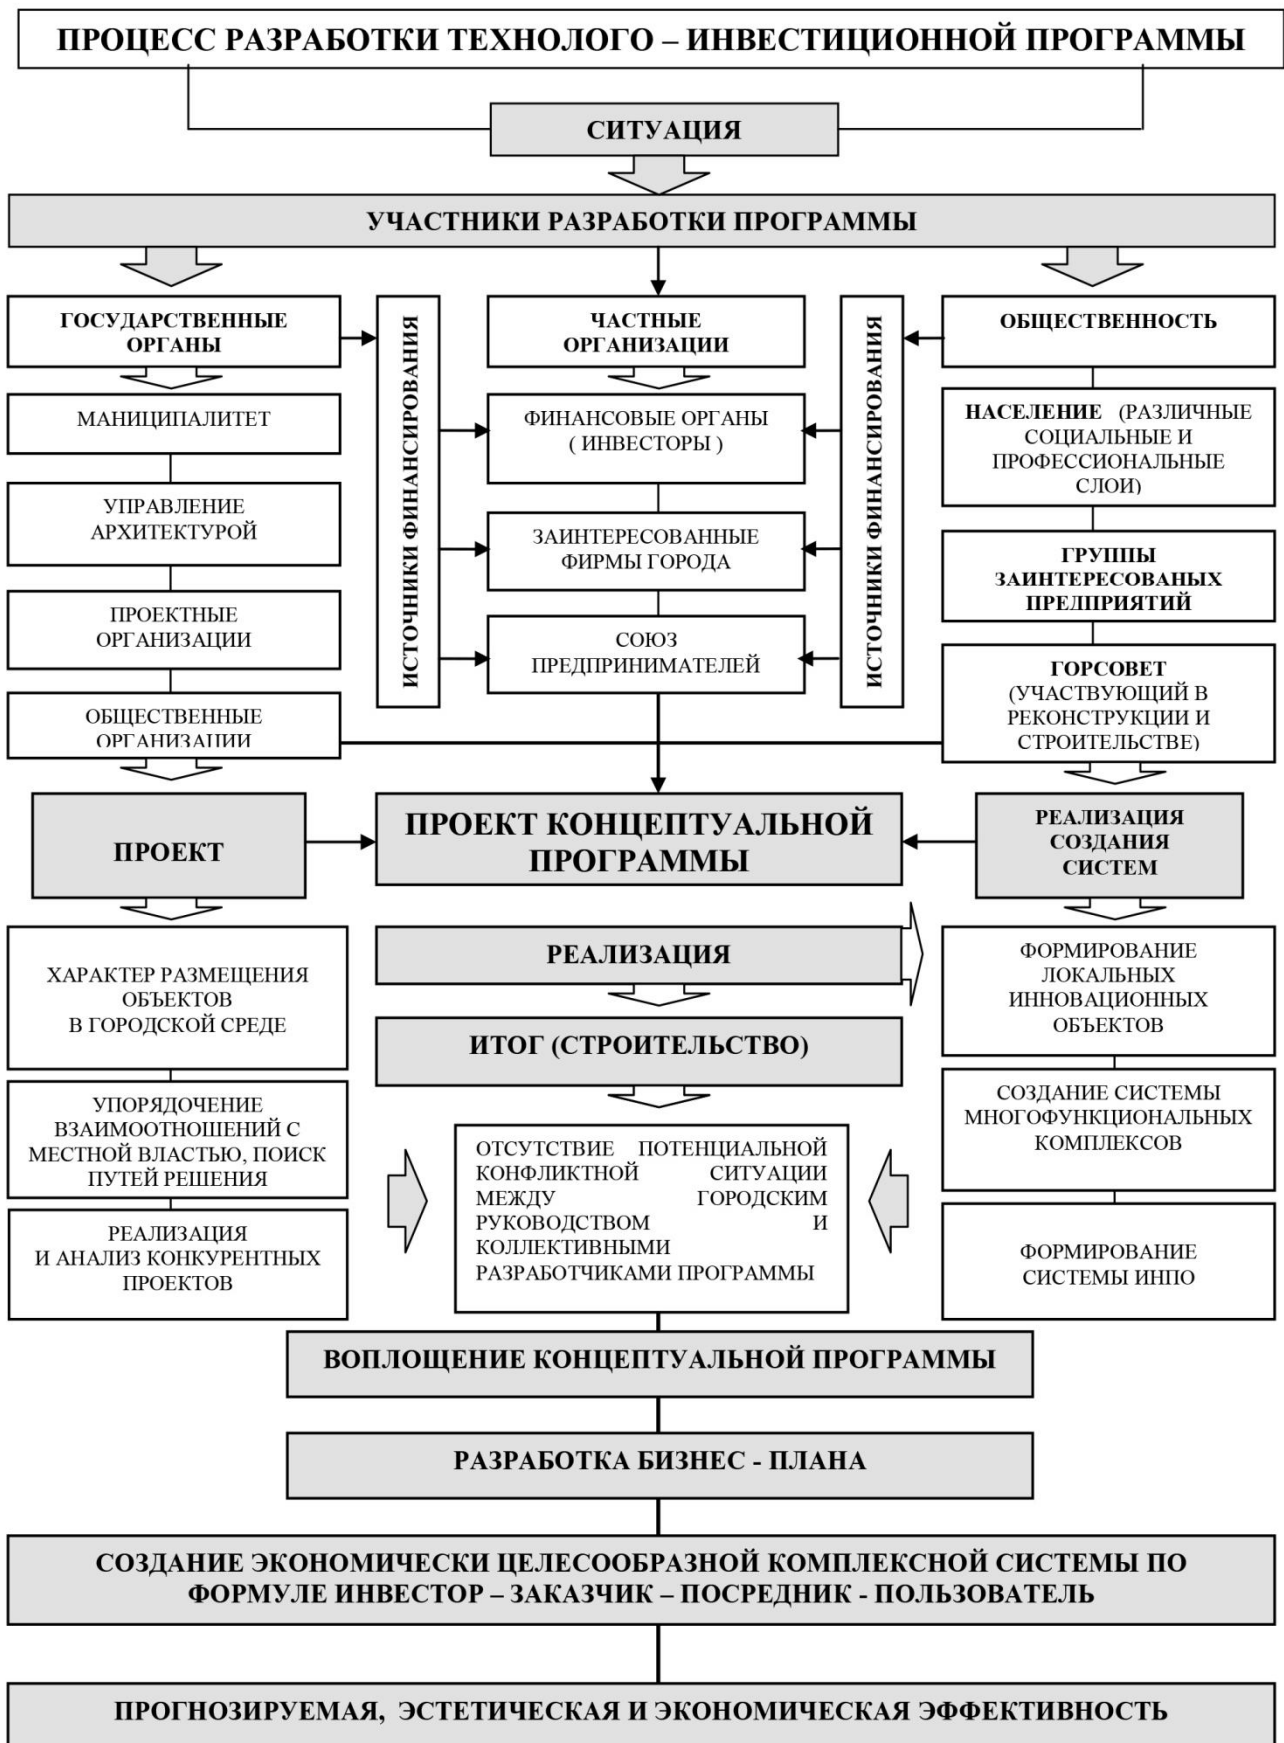 ПРОЦЕСС РАЗРАБОТКИ ТЕХНОЛОГО – ИНВЕСТИЦИОННОЙ ПРОГРАММЫ
СИТУАЦИЯ
УЧАСТНИКИ РАЗРАБОТКИ ПРОГРАММЫ
ГОСУДАРСТВЕННЫЕ
ОРГАНЫ
МАНИЦИПАЛИТЕТ
УПРАВЛЕНИЕ
АРХИТЕКТУРОЙ
ПРОЕКТНЫЕ
ОРГАНИЗАЦИИ
ОБЩЕСТВЕННЫЕ
ОРГАНИЗАЦИИ
ИСТОЧНИКИ ФИНАНСИРОВАНИЯ
ЧАСТНЫЕ
ОРГАНИЗАЦИИ
ФИНАНСОВЫЕ ОРГАНЫ
( ИНВЕСТОРЫ )
ЗАИНТЕРЕСОВАННЫЕ
ФИРМЫ ГОРОДА
СОЮЗ
ПРЕДПРИНИМАТЕЛЕЙ
ИСТОЧНИКИ ФИНАНСИРОВАНИЯ
ОБЩЕСТВЕННОСТЬ
НАСЕЛЕНИЕ (РАЗЛИЧНЫЕ
СОЦИАЛЬНЫЕ И
ПРОФЕССИОНАЛЬНЫЕ
СЛОИ)
ГРУППЫ
ЗАИНТЕРЕСОВАНЫХ
ПРЕДПРИЯТИЙ
ГОРСОВЕТ
(УЧАСТВУЮЩИЙ В
РЕКОНСТРУКЦИИ И
СТРОИТЕЛЬСТВЕ)
ПРОЕКТ
ПРОЕКТ КОНЦЕПТУАЛЬНОЙ
ПРОГРАММЫ
РЕАЛИЗАЦИЯ
СОЗДАНИЯ
СИСТЕМ
ХАРАКТЕР РАЗМЕЩЕНИЯ
ОБЪЕКТОВ
В ГОРОДСКОЙ СРЕДЕ
УПОРЯДОЧЕНИЕ
ВЗАИМООТНОШЕНИЙ С
МЕСТНОЙ ВЛАСТЬЮ, ПОИСК
ПУТЕЙ РЕШЕНИЯ
РЕАЛИЗАЦИЯ
И АНАЛИЗ КОНКУРЕНТНЫХ
ПРОЕКТОВ
РЕАЛИЗАЦИЯ
ИТОГ (СТРОИТЕЛЬСТВО)
ОТСУТСТВИЕ ПОТЕНЦИАЛЬНОЙ
КОНФЛИКТНОЙ СИТУАЦИИ
МЕЖДУ ГОРОДСКИМ
РУКОВОДСТВОМ И
КОЛЛЕКТИВНЫМИ
РАЗРАБОТЧИКАМИ ПРОГРАММЫ
ФОРМИРОВАНИЕ
ЛОКАЛЬНЫХ
ИННОВАЦИОННЫХ
ОБЪЕКТОВ
СОЗДАНИЕ СИСТЕМЫ
МНОГОФУНКЦИОНАЛЬНЫХ
КОМПЛЕКСОВ
ФОРМИРОВАНИЕ
СИСТЕМЫ ИНПО
ВОПЛОЩЕНИЕ КОНЦЕПТУАЛЬНОЙ ПРОГРАММЫ
РАЗРАБОТКА БИЗНЕС - ПЛАНА
СОЗДАНИЕ ЭКОНОМИЧЕСКИ ЦЕЛЕСООБРАЗНОЙ КОМПЛЕКСНОЙ СИСТЕМЫ ПО
ФОРМУЛЕ ИНВЕСТОР – ЗАКАЗЧИК – ПОСРЕДНИК - ПОЛЬЗОВАТЕЛЬ
ПРОГНОЗИРУЕМАЯ, ЭСТЕТИЧЕСКАЯ И ЭКОНОМИЧЕСКАЯ ЭФФЕКТИВНОСТЬ